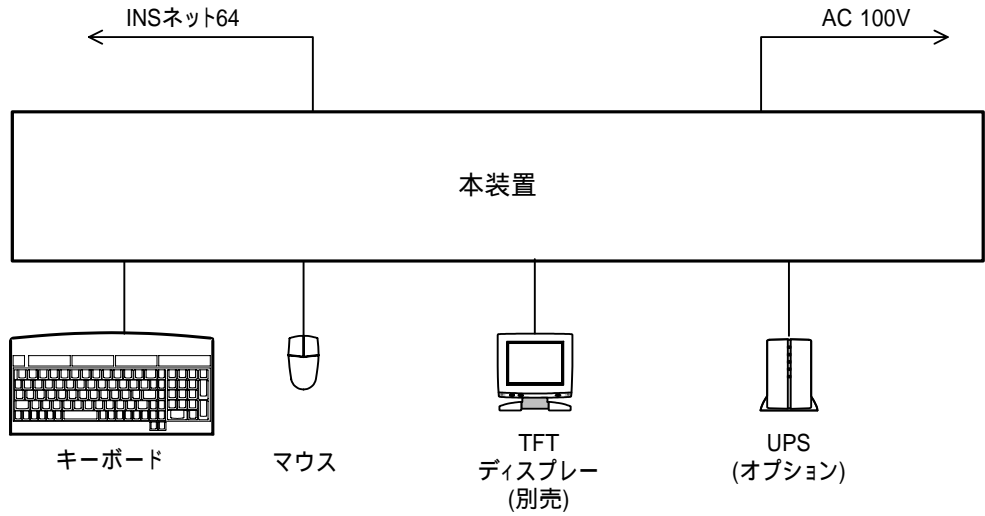 INSネット64
AC 100V
本装置
キーボード
マウス
TFT
ディスプレー
(別売)
UPS
(オプション)